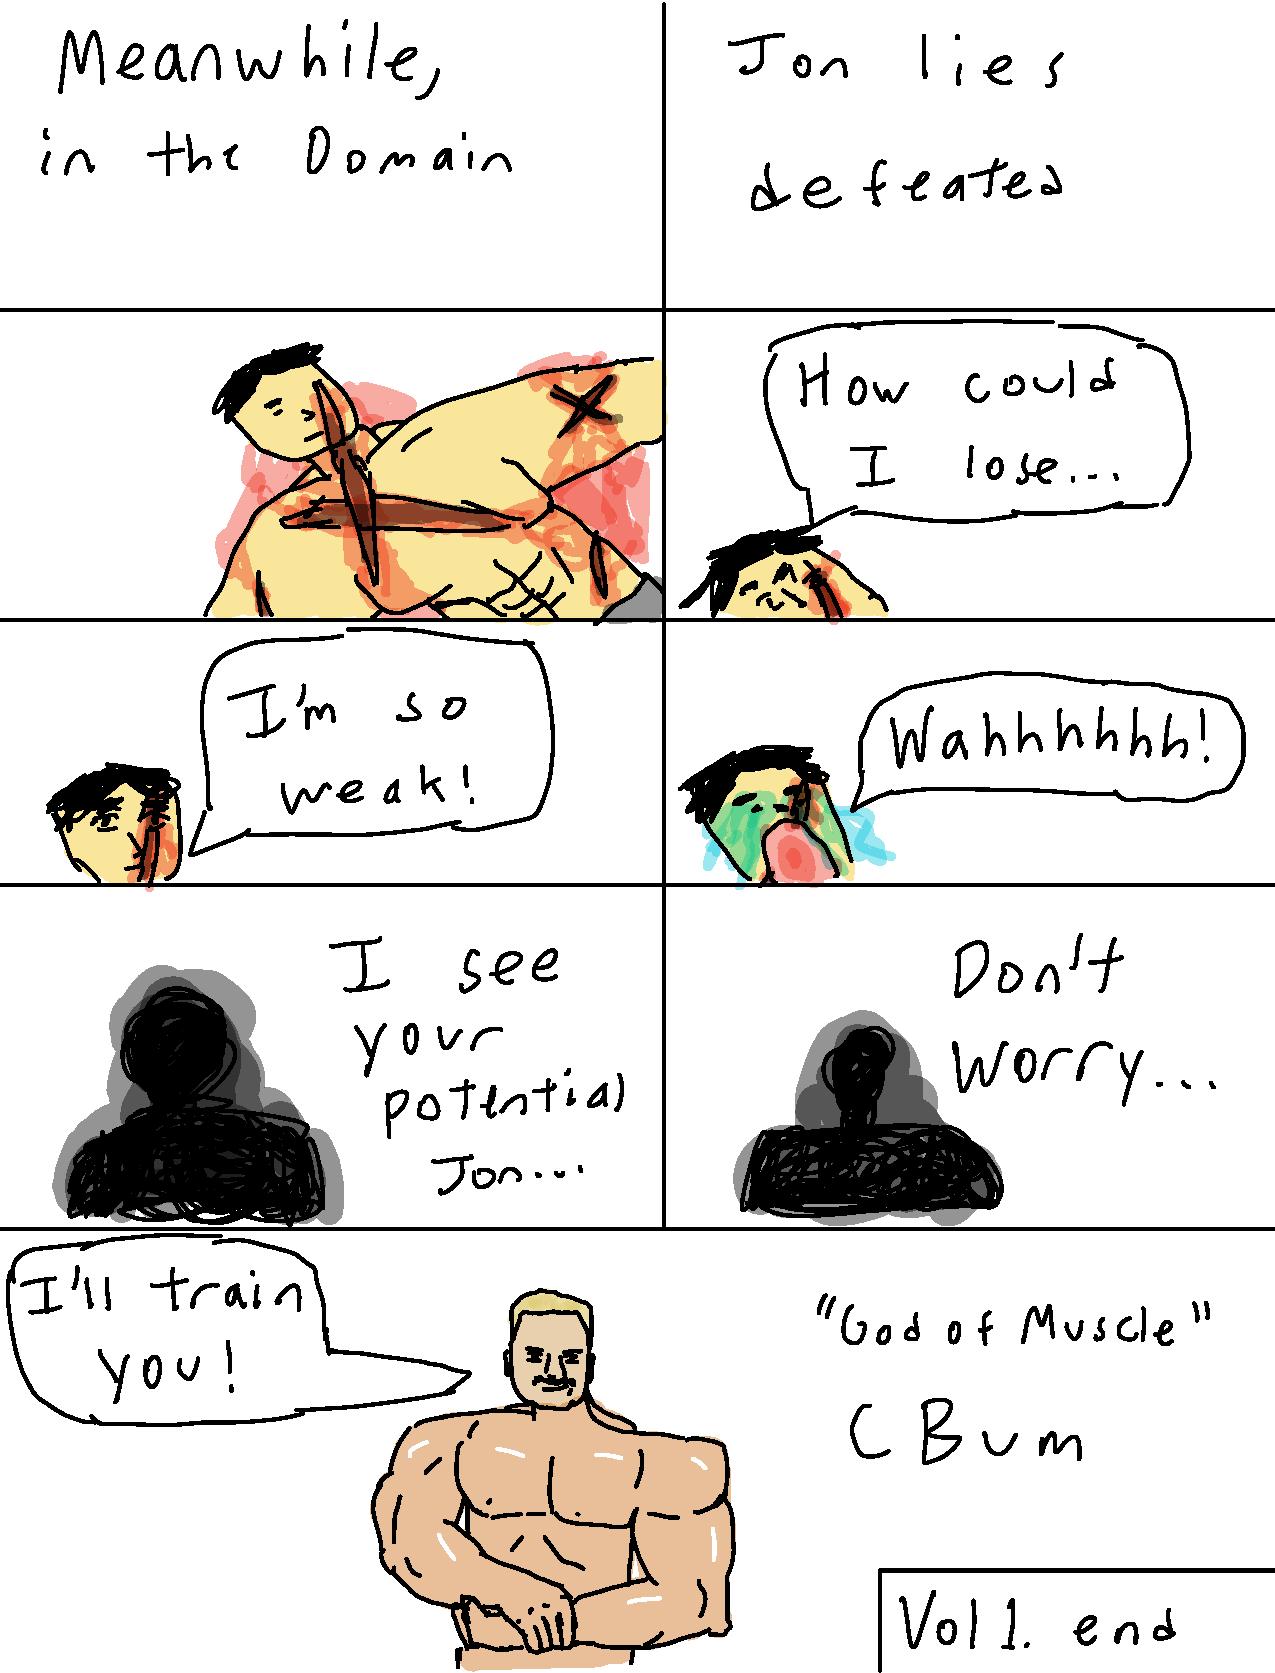 Meanwhile,
in the Domain
Jon lies
defeated
How could
I lose...
I'm so
weak!
Wahhhhhhh!
I see
your
potential
Jon...
Don't
worry...
I'll train
you!
"God of Muscle"
CBum
Vol 1. end